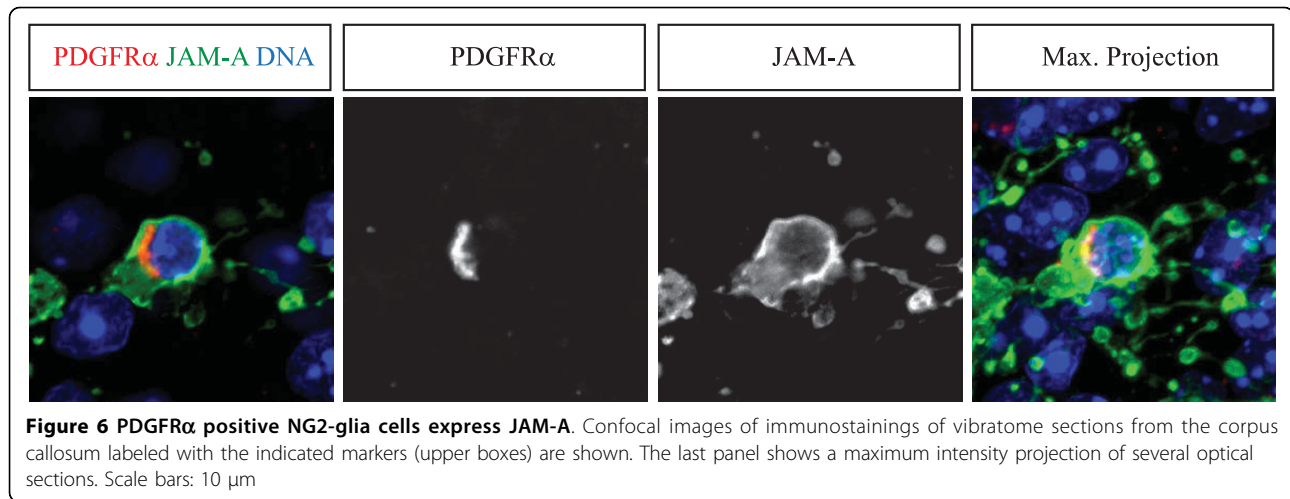 PDGFRα JAM-A DNA
PDGFRα
JAM-A
Max. Projection
Figure 6 PDGFRα positive NG2-glia cells express JAM-A. Confocal images of immunostainings of vibratome sections from the corpus
callosum labeled with the indicated markers (upper boxes) are shown. The last panel shows a maximum intensity projection of several optical
sections. Scale bars: 10 μm